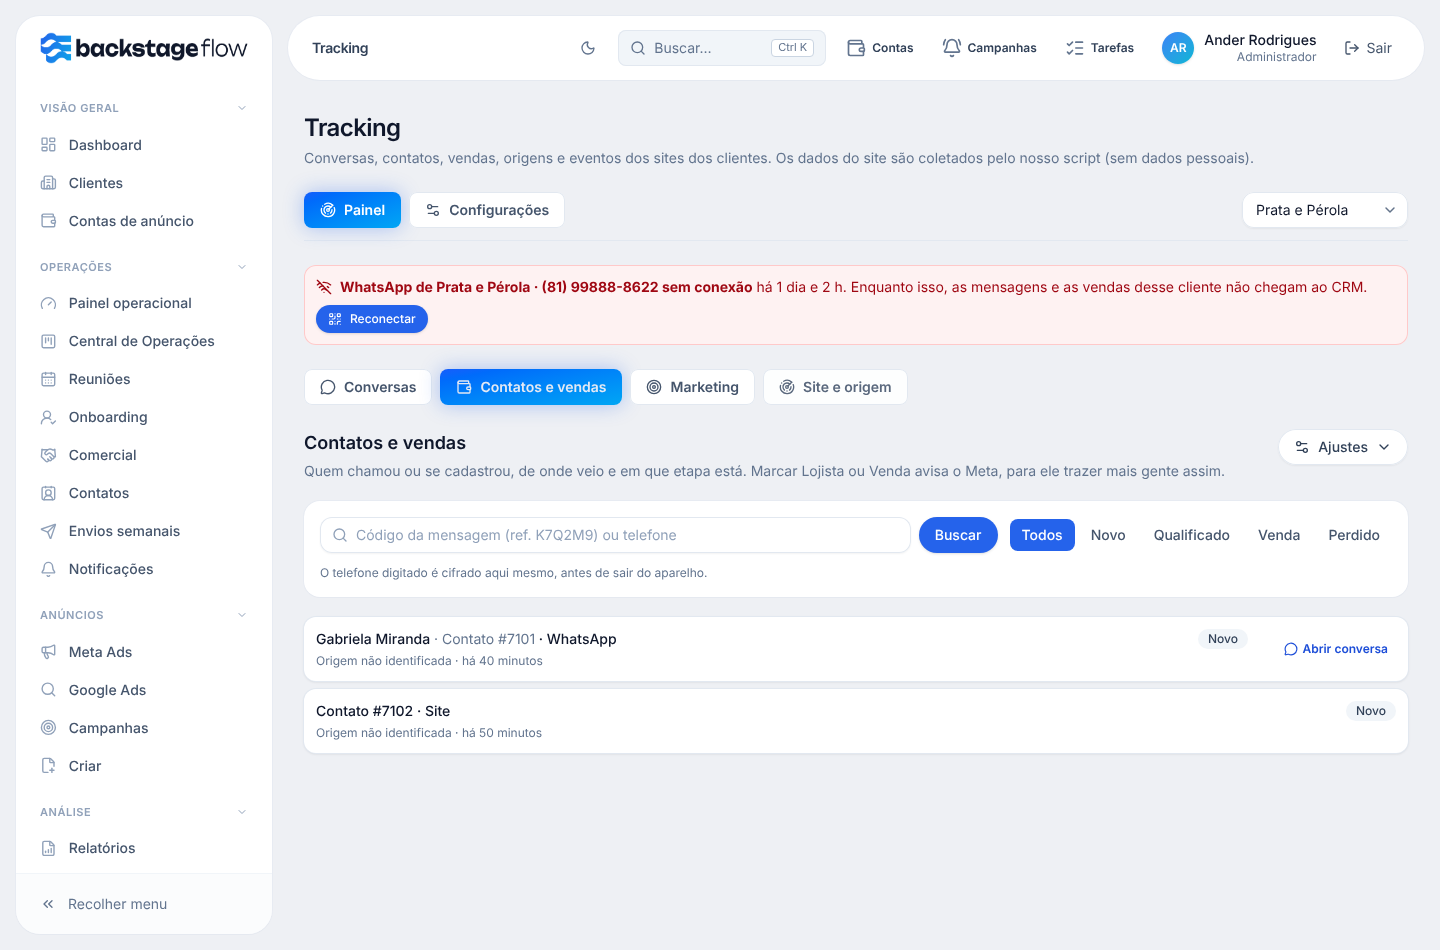 backstageflow
VISÃO GERAL
Dashboard
Clientes
Contas de anúncio
OPERAÇÕES
Painel operacional
Central de Operações
Reuniões
Onboarding
Comercial
Contatos
Envios semanais
Notificações
ANÚNCIOS
Meta Ads
Google Ads
Campanhas
Criar
ANÁLISE
Relatórios
Recolher menu
Tracking
Buscar...
Ctrl K
Contas
Campanhas
Tarefas
AR
Ander Rodrigues
Administrador
Sair
Tracking
Conversas, contatos, vendas, origens e eventos dos sites dos clientes. Os dados do site são coletados pelo nosso script (sem dados pessoais).
Painel
Configurações
Prata e Pérola
WhatsApp de Prata e Pérola · (81) 99888-8622 sem conexão há 1 dia e 2 h. Enquanto isso, as mensagens e as vendas desse cliente não chegam ao CRM.
Reconectar
Conversas
Contatos e vendas
Marketing
Site e origem
Contatos e vendas
Ajustes
Quem chamou ou se cadastrou, de onde veio e em que etapa está. Marcar Lojista ou Venda avisa o Meta, para ele trazer mais gente assim.
Código da mensagem (ref. K7Q2M9) ou telefone
Buscar
Todos
Novo
Qualificado
Venda
Perdido
O telefone digitado é cifrado aqui mesmo, antes de sair do aparelho.
Gabriela Miranda · Contato #7101 · WhatsApp
Novo
Abrir conversa
Origem não identificada · há 40 minutos
Contato #7102 · Site
Novo
Origem não identificada · há 50 minutos